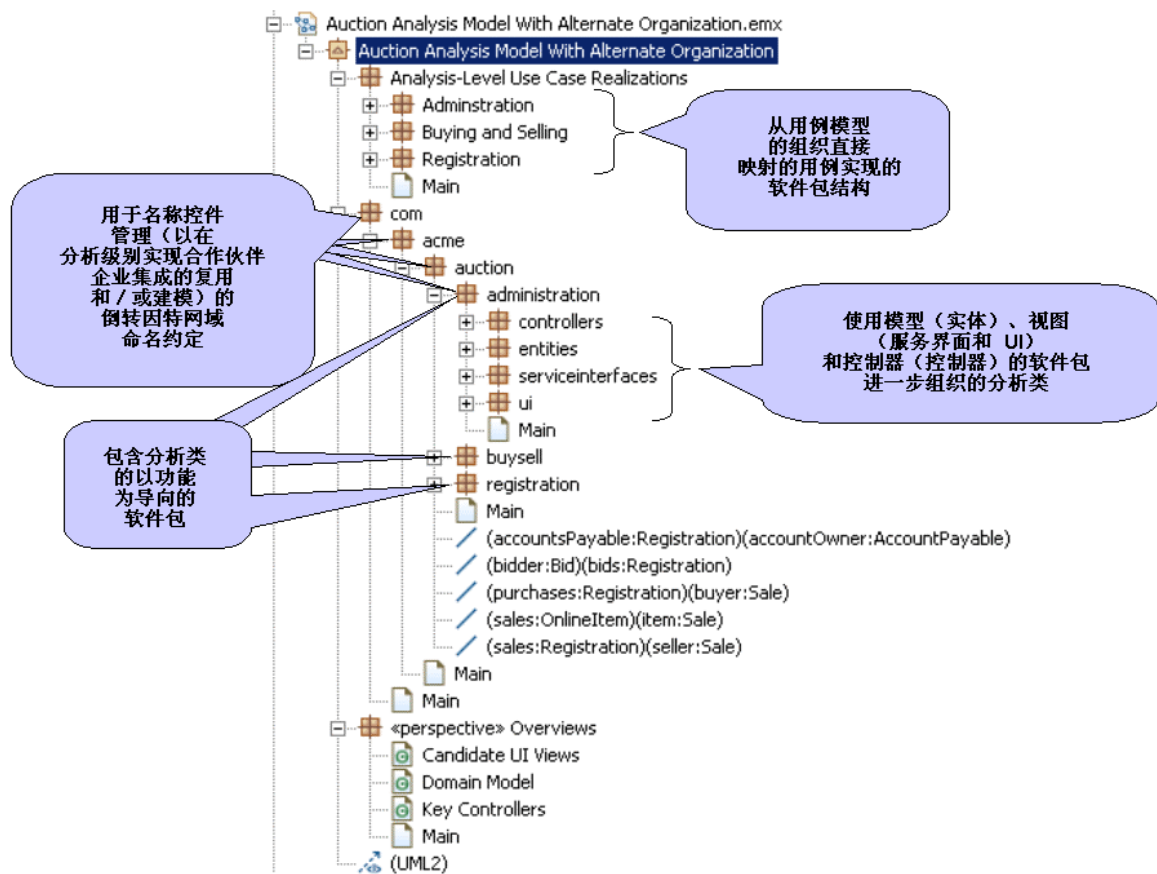 Auction Analysis Model With Alternate Organization.emx
Auction Analysis Model With Alternate Organization
Analysis-Level Use Case Realizations
Adminstration
Buying and Selling
Registration
Main
从用例模型
的组织直接
映射的用例实现的
软件包结构
com
acme
auction
administration
用于名称控件
管理（以在
分析级别实现合作伙伴
企业集成的复用
和 / 或建模）的
倒转因特网域
命名约定
controllers
entities
serviceinterfaces
ui
Main
使用模型（实体）、视图
（服务界面和 UI）
和控制器（控制器）的软件包
进一步组织的分析类
buysell
registration
Main
包含分析类
的以功能
为导向的
软件包
(accountsPayable:Registration)(accountOwner:AccountPayable)
(bidder:Bid)(bids:Registration)
(purchases:Registration)(buyer:Sale)
(sales:OnlineItem)(item:Sale)
(sales:Registration)(seller:Sale)
Main
Main
«perspective» Overviews
Candidate UI Views
Domain Model
Key Controllers
Main
(UML2)